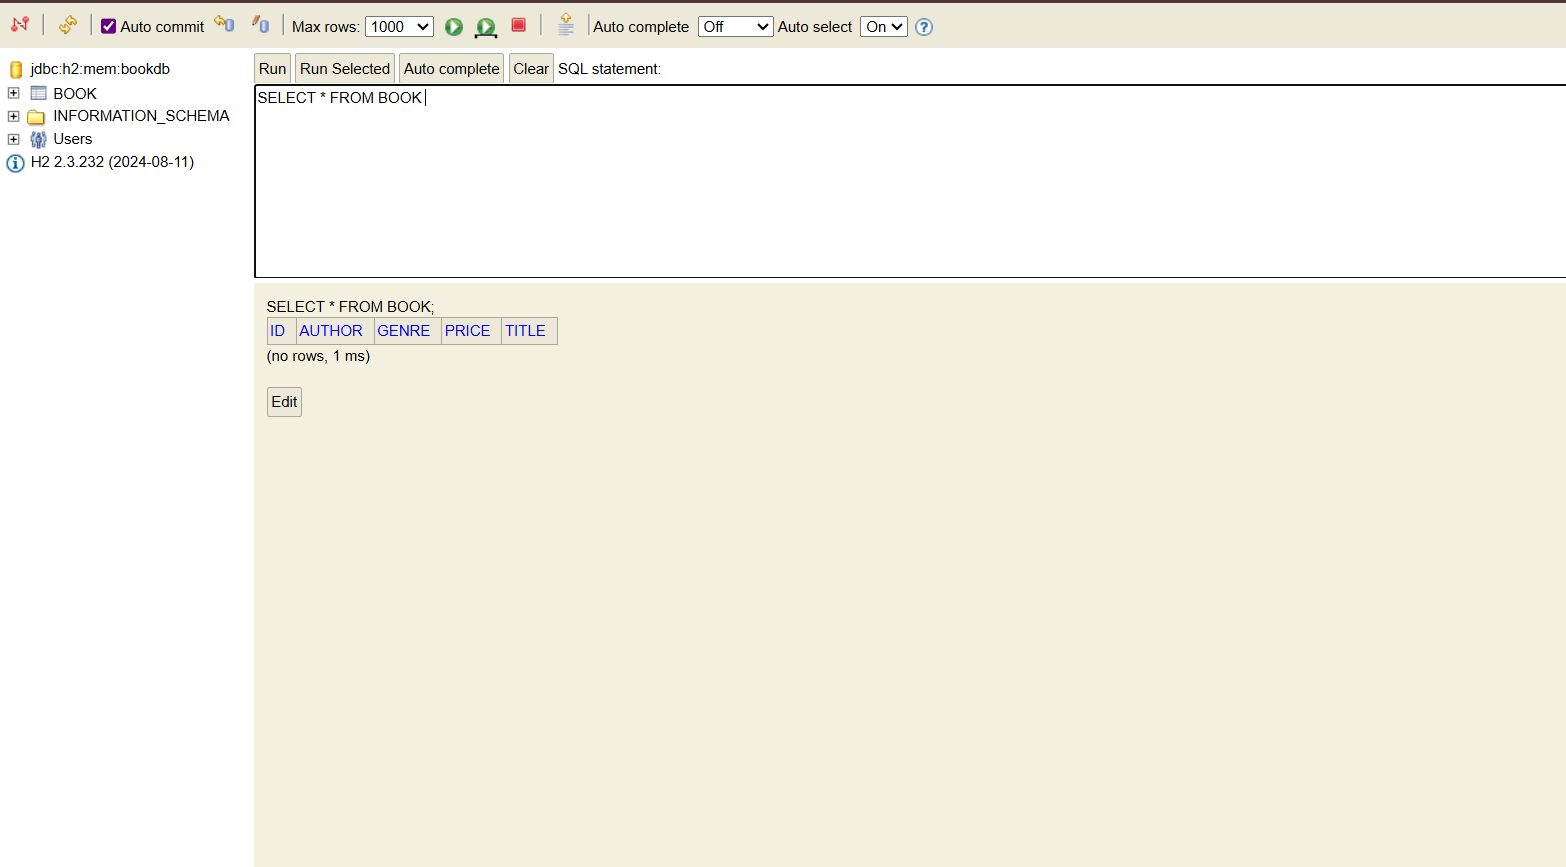 Auto commit Max rows: 1000 Auto complete Off Auto select On ?
jdbc:h2:mem:bookdb
BOOK
INFORMATION_SCHEMA
Users
H2 2.3.232 (2024-08-11)
Run Run Selected Auto complete Clear SQL statement:
SELECT * FROM BOOK
SELECT * FROM BOOK;
ID AUTHOR GENRE PRICE TITLE
(no rows, 1 ms)
Edit